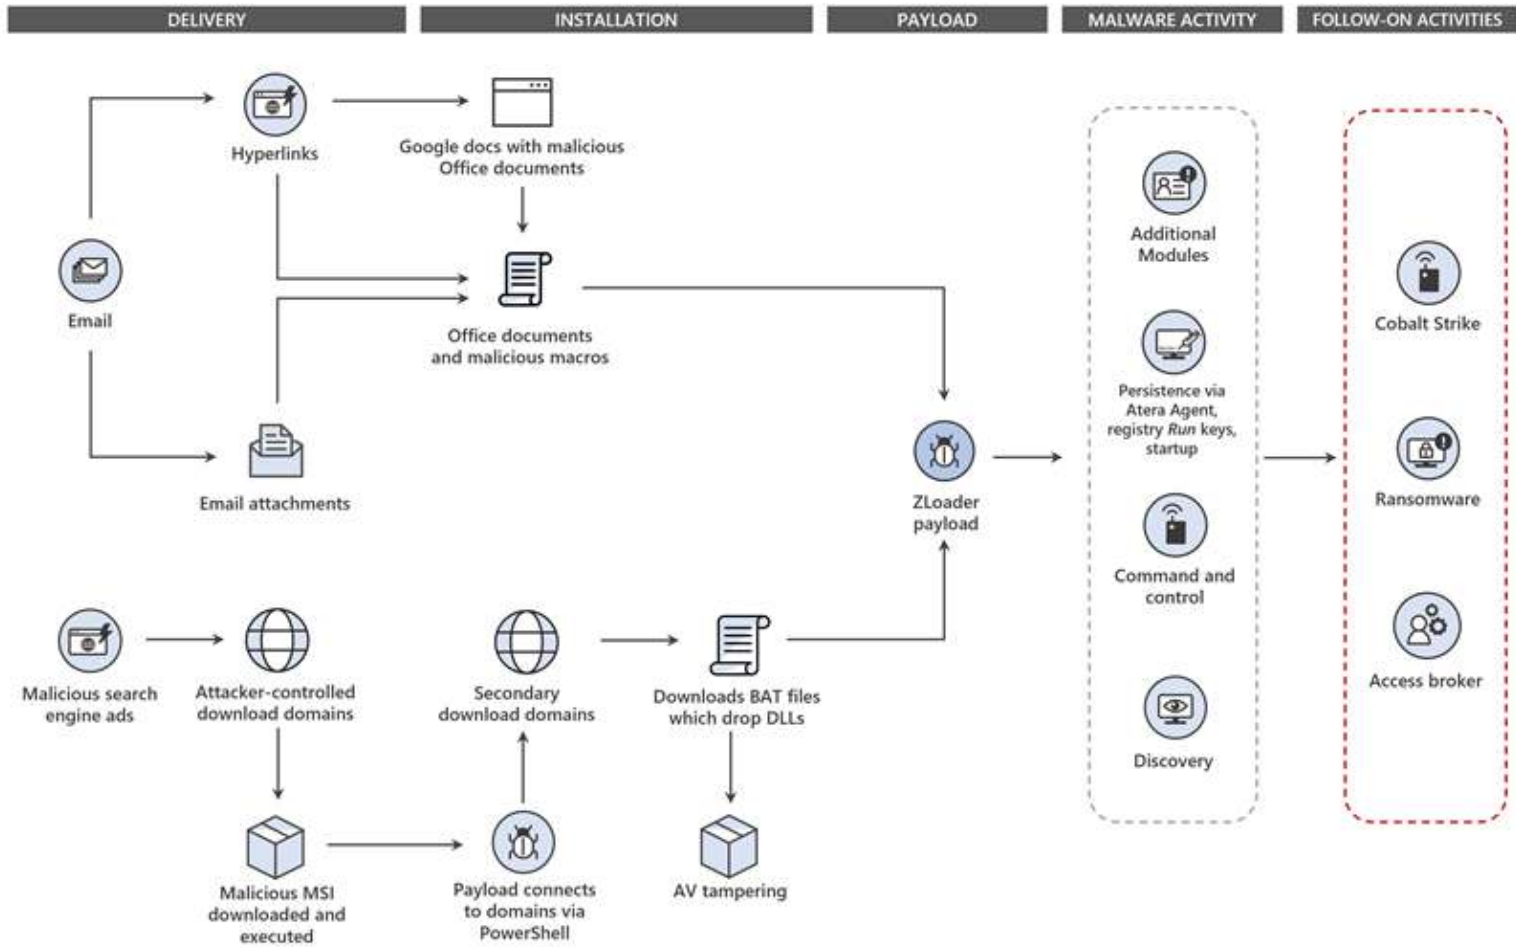 DELIVERY
INSTALLATION
PAYLOAD
MALWARE ACTIVITY
FOLLOW-ON ACTIVITIES
Hyperlinks
Google docs with malicious
Office documents
Email
Office documents
and malicious macros
Email attachments
ZLoader
payload
Malicious search
engine ads
Attacker-controlled
download domains
Secondary
download domains
Downloads BAT files
which drop DLLs
Malicious MSI
downloaded and
executed
Payload connects
to domains via
PowerShell
AV tampering
Additional
Modules
Persistence via
Atera Agent,
registry Run keys,
startup
Command and
control
Discovery
Cobalt Strike
Ransomware
Access broker